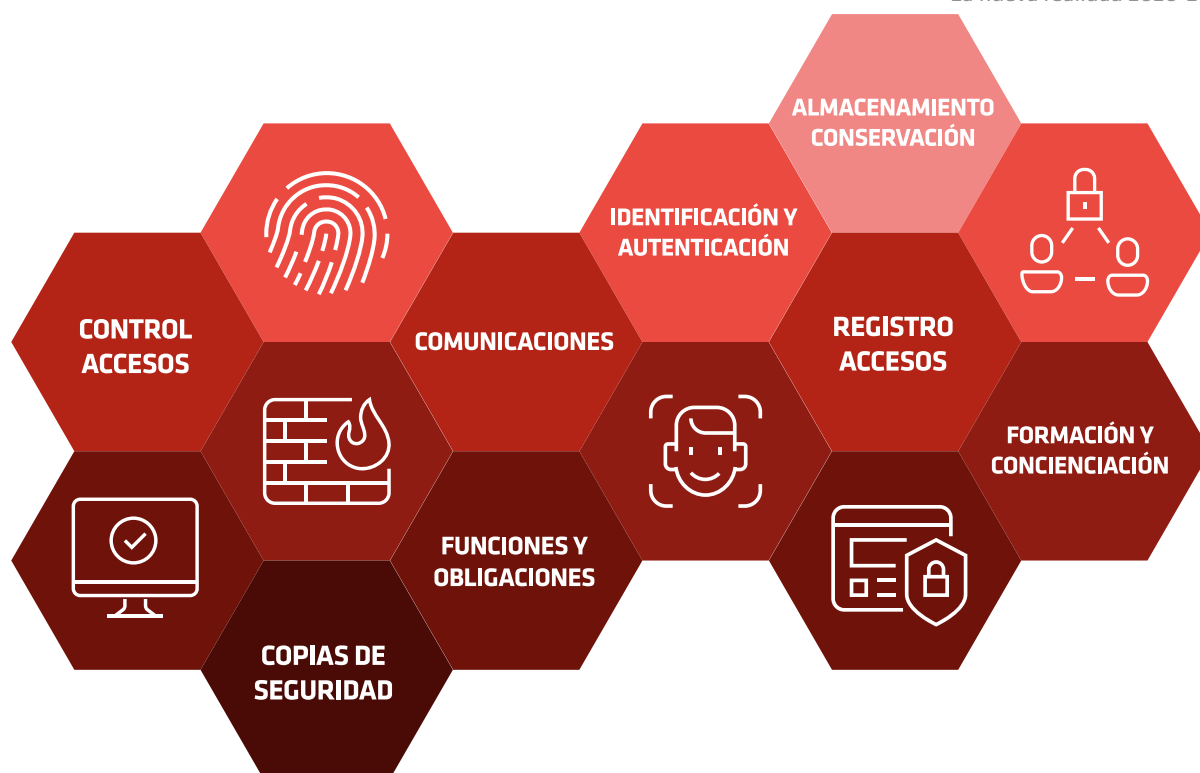 ALMACENAMIENTO
CONSERVACIÓN
IDENTIFICACIÓN Y
AUTENTICACIÓN
CONTROL
ACCESOS
COMUNICACIONES
REGISTRO
ACCESOS
FORMACIÓN Y
CONCIENCIACIÓN
FUNCIONES Y
OBLIGACIONES
COPIAS DE
SEGURIDAD